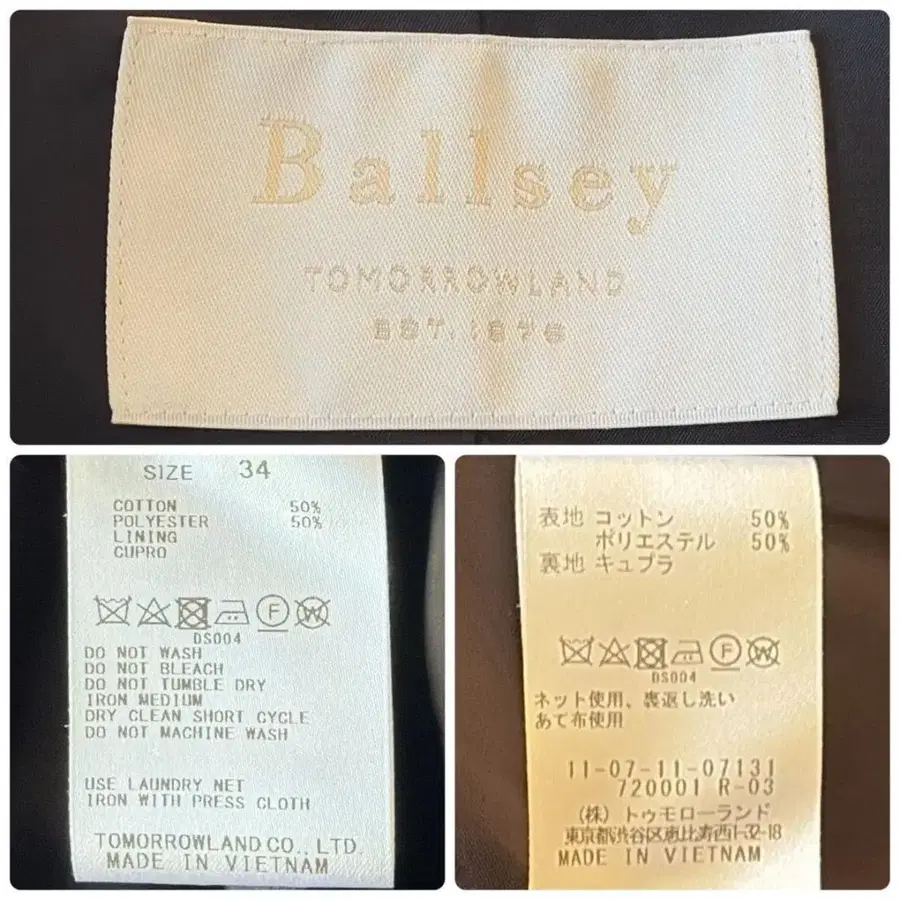 Ballsey
TOMORROWLAND
EST. 1978
SIZE 34
COTTON 50%
POLYESTER 50%
LINING
CUPRO
DS004
DO NOT WASH
DO NOT BLEACH
DO NOT TUMBLE DRY
IRON MEDIUM
DRY CLEAN SHORT CYCLE
DO NOT MACHINE WASH
USE LAUNDRY NET
IRON WITH PRESS CLOTH
TOMORROWLAND CO., LTD.
MADE IN VIETNAM
表地 コットン 50%
ポリエステル 50%
裏地 キュプラ
DS004
ネット使用、裏返し洗い
あて布使用
11-07-11-07131
720001 R-03
(株) トゥモローランド
東京都渋谷区恵比寿西1-32-18
MADE IN VIETNAM